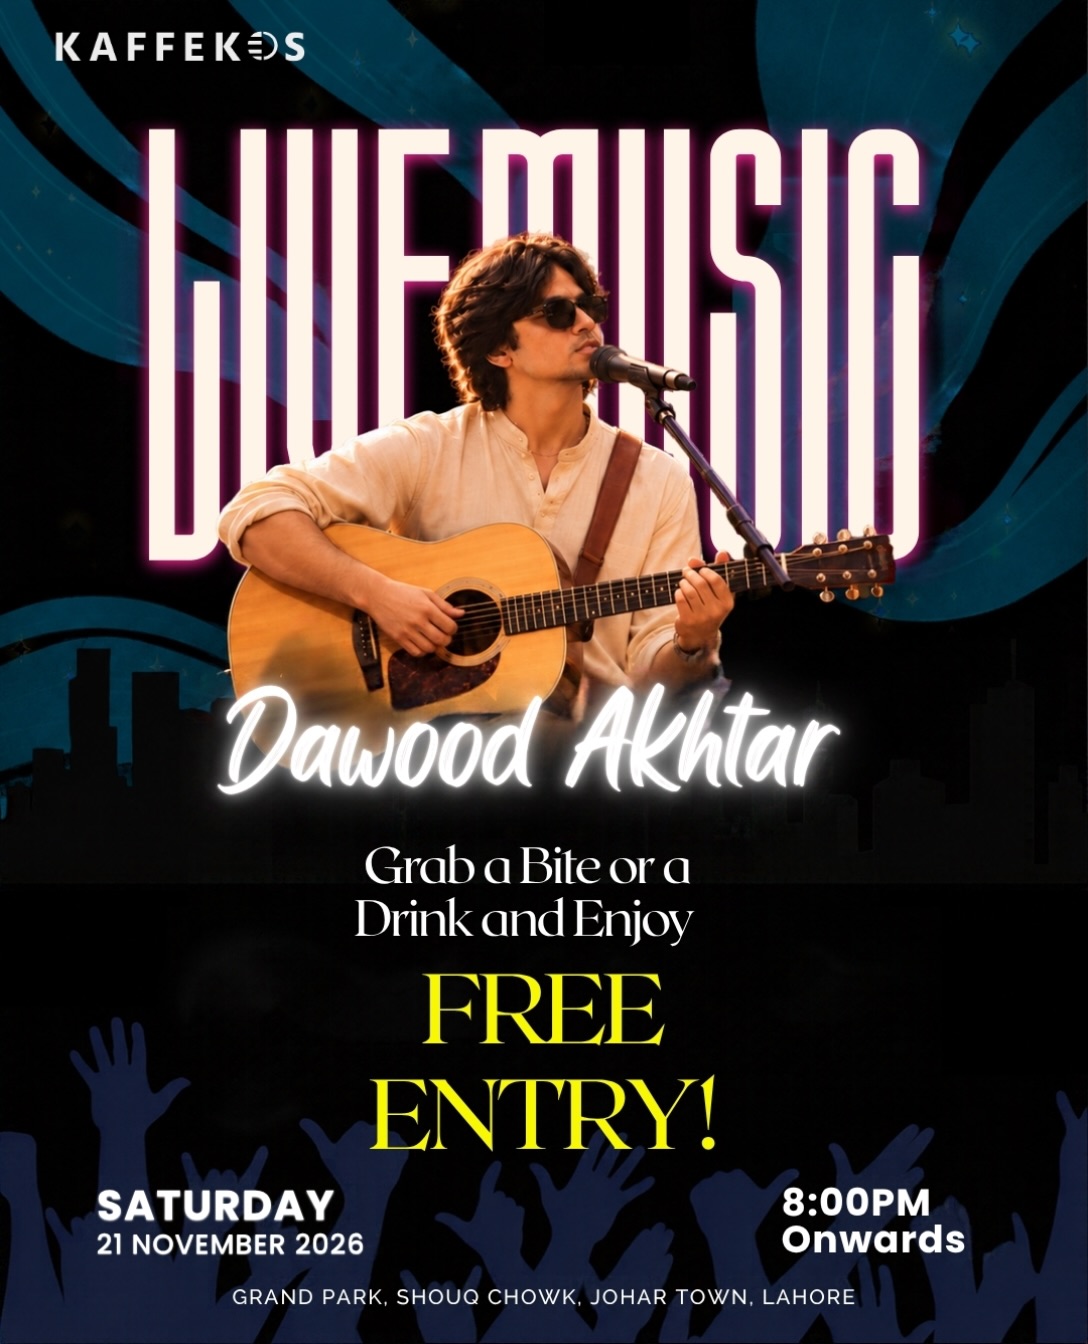 KAFFEKOS
LIVE MUSIC
Dawood Akhtar
Grab a Bite or a
Drink and Enjoy
FREE
ENTRY!
SATURDAY
21 NOVEMBER 2026
8:00PM
Onwards
GRAND PARK, SHOUQ CHOWK, JOHAR TOWN, LAHORE